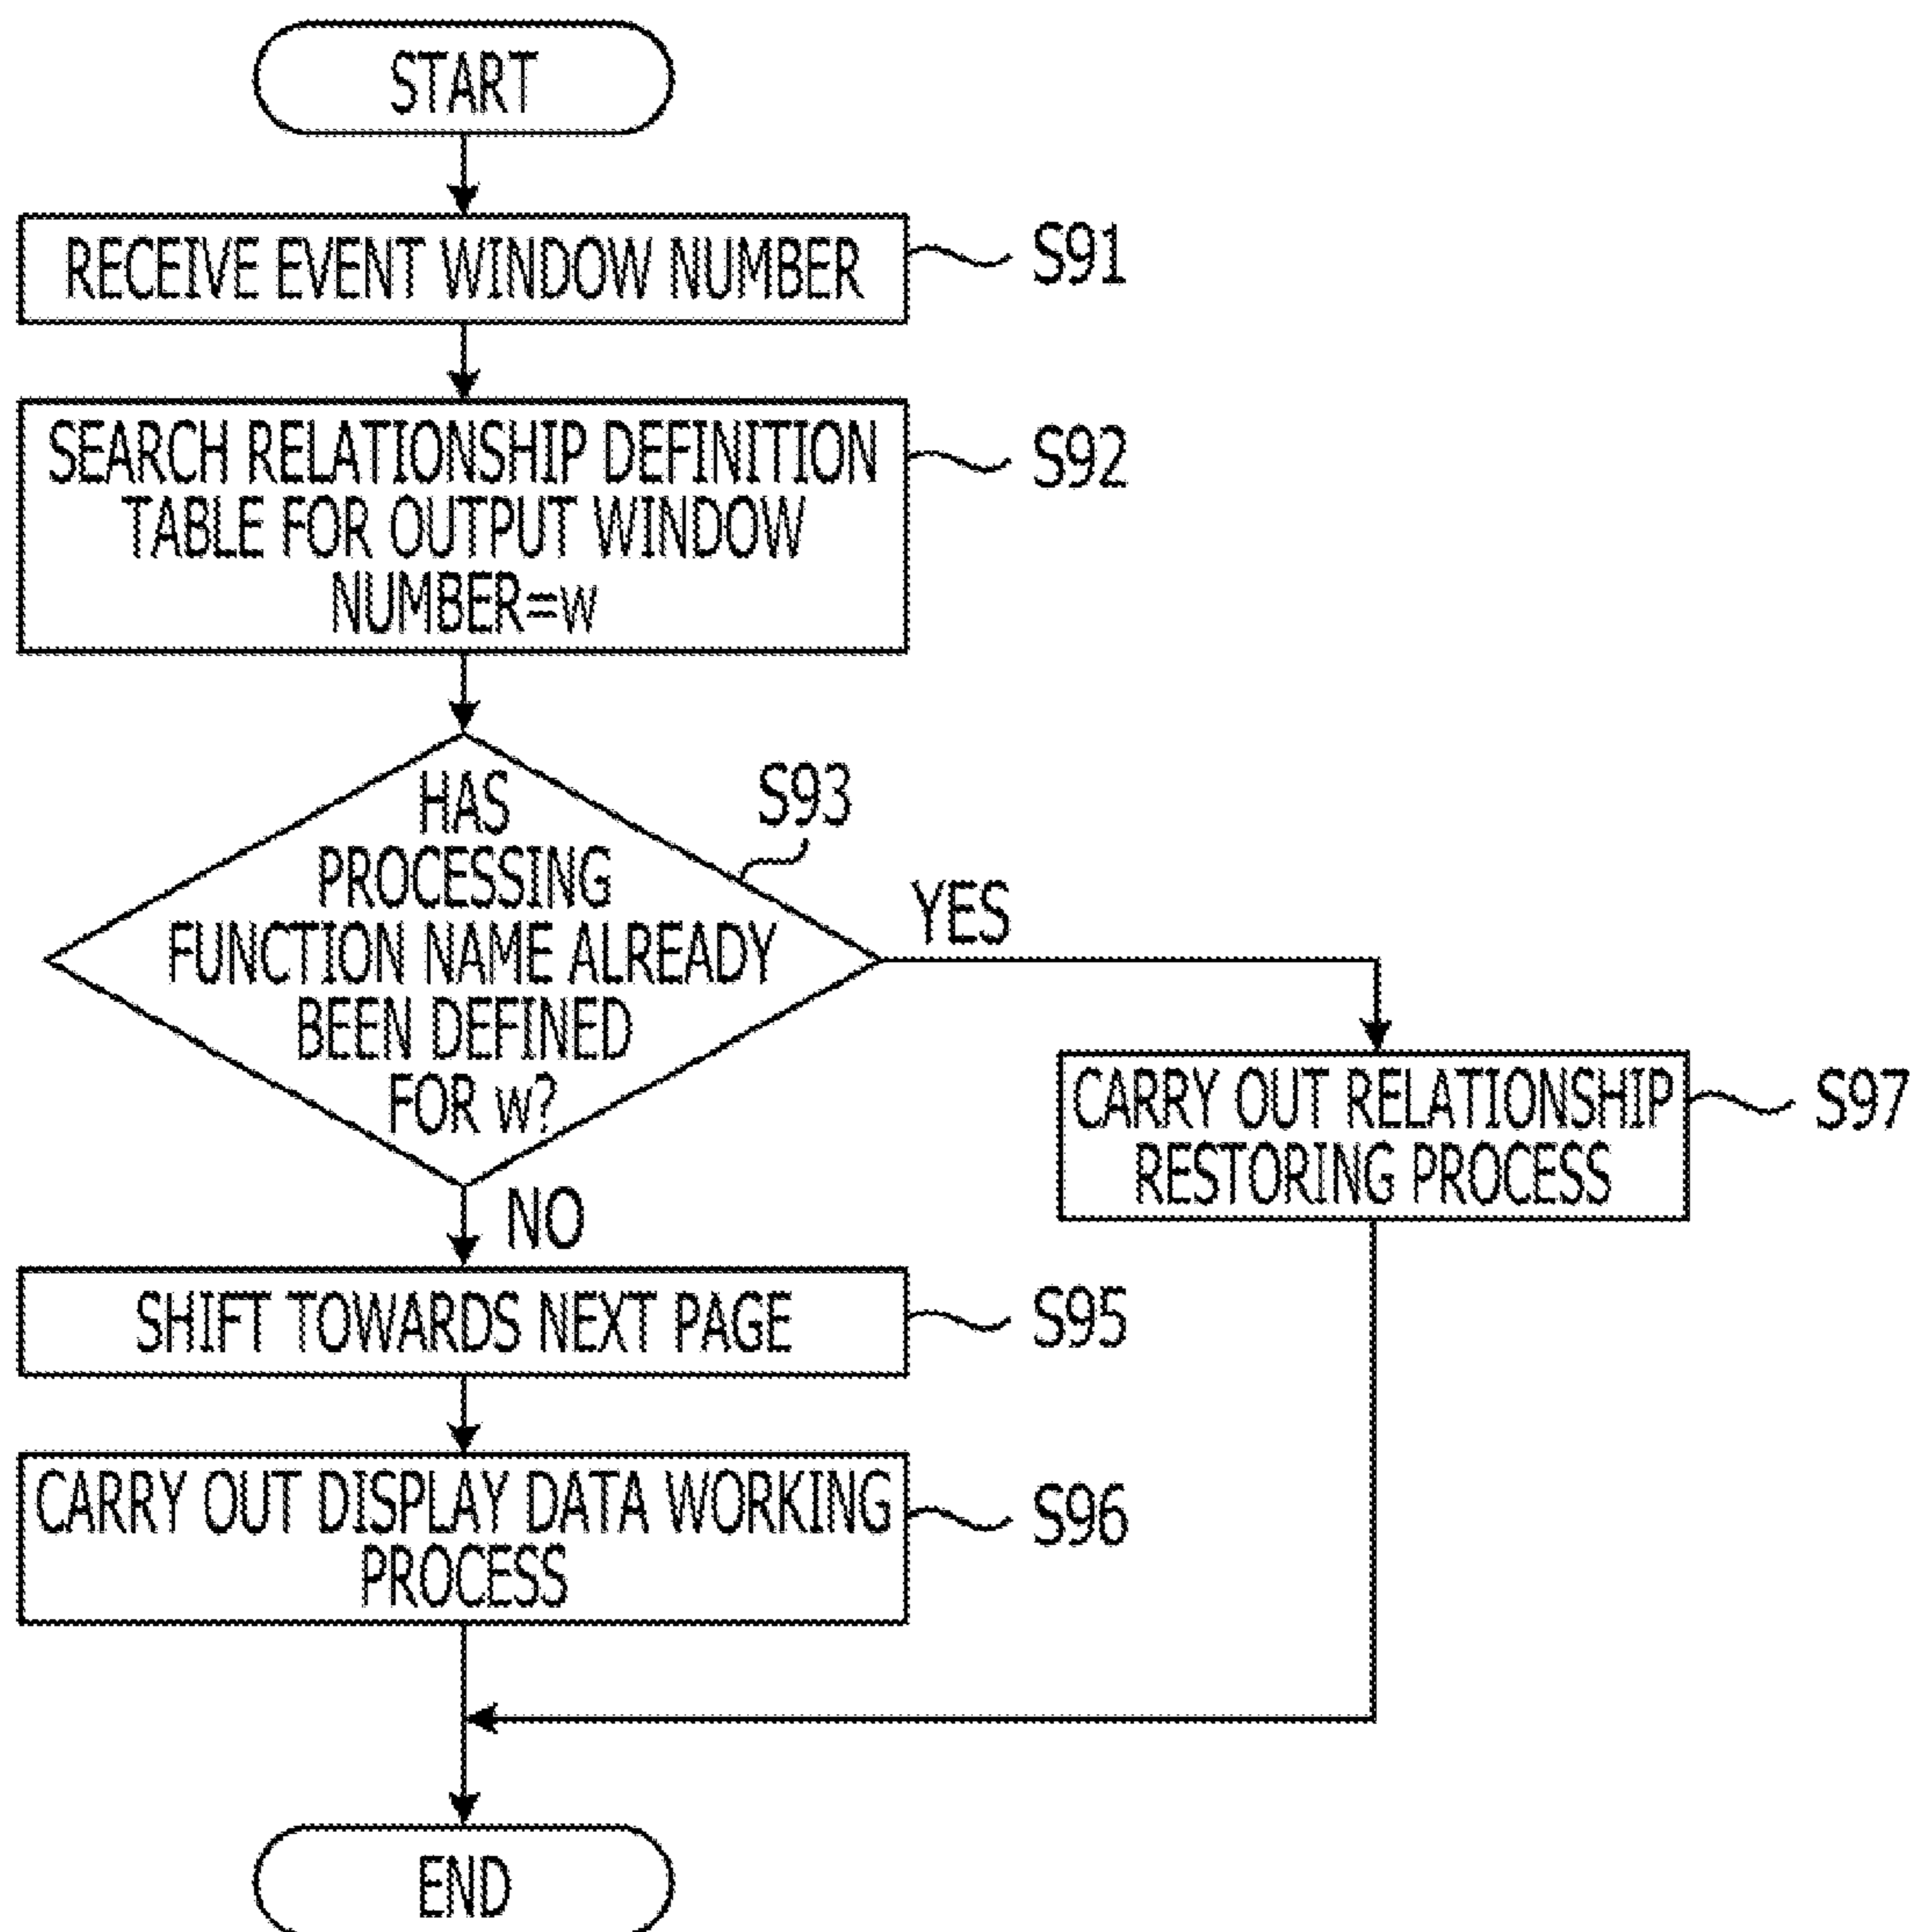 START
RECEIVE EVENT WINDOW NUMBER
S91
SEARCH RELATIONSHIP DEFINITION
TABLE FOR OUTPUT WINDOW
NUMBER=w
S92
HAS
PROCESSING
FUNCTION NAME ALREADY
BEEN DEFINED
FOR w?
S93
YES
CARRY OUT RELATIONSHIP
RESTORING PROCESS
S97
NO
SHIFT TOWARDS NEXT PAGE
S95
CARRY OUT DISPLAY DATA WORKING
PROCESS
S96
END